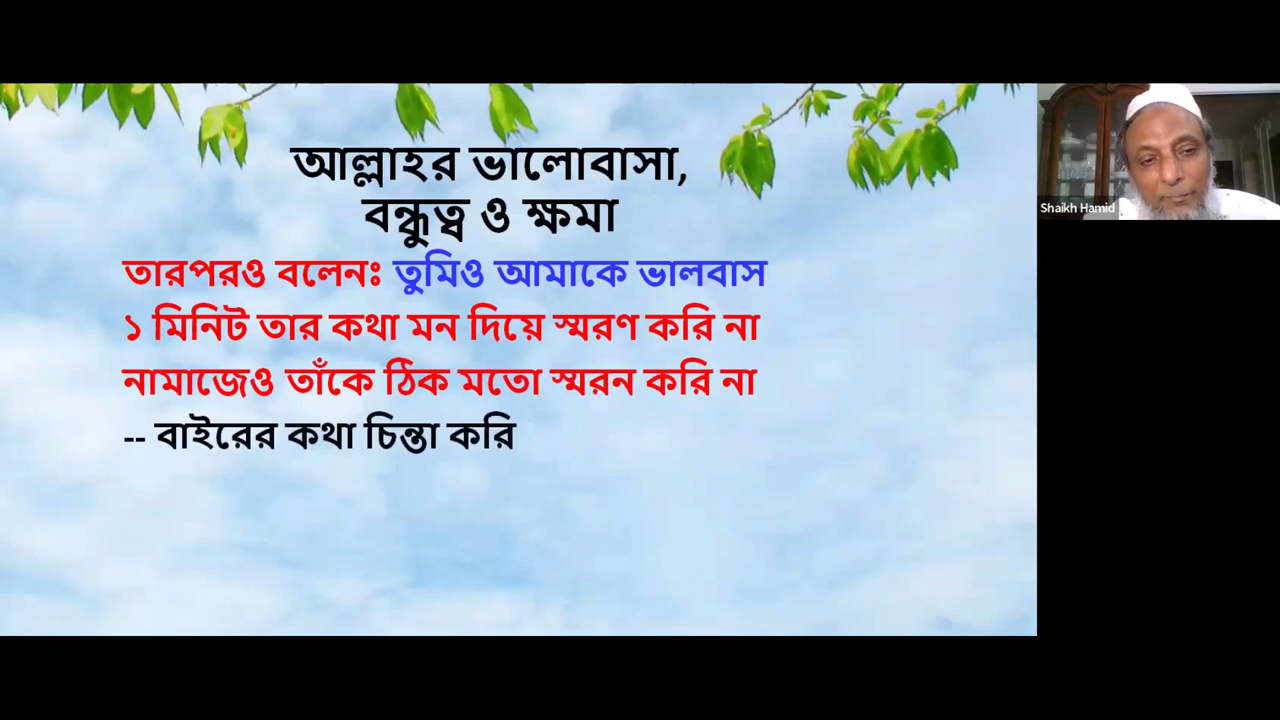 আল্লাহর ভালোবাসা,
বন্ধুত্ব ও ক্ষমা
তারপরও বলেনঃ তুমিও আমাকে ভালবাস
১ মিনিট তার কথা মন দিয়ে স্মরণ করি না
নামাজেও তাঁকে ঠিক মতো স্মরন করি না
-- বাইরের কথা চিন্তা করি
Shaikh Hamid